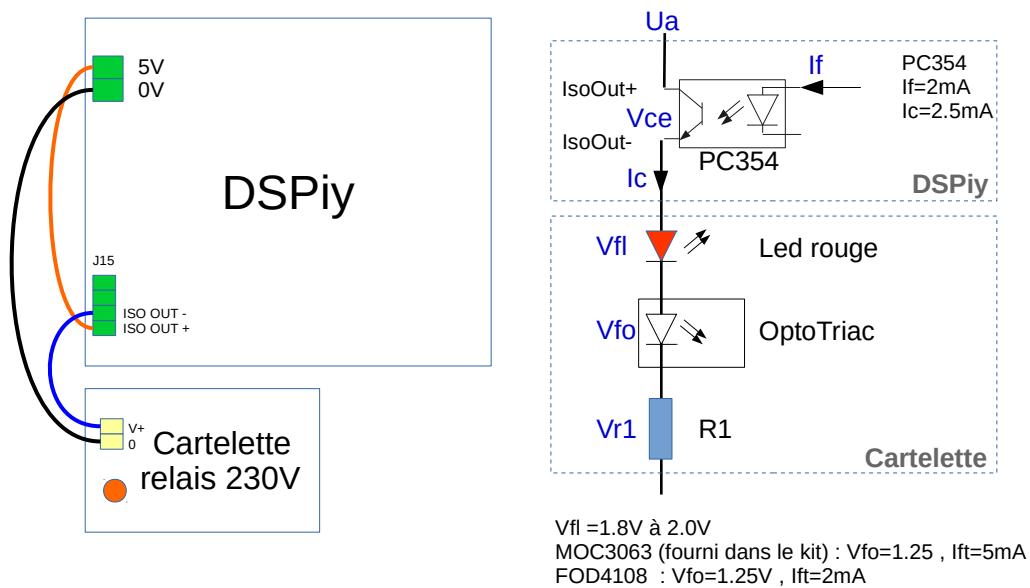 5V
0V
DSPiy
J15
ISO OUT -
ISO OUT +
V+
0
Cartelette
relais 230V
Ua
If
PC354
If=2mA
Ic=2.5mA
IsoOut+
Vce
IsoOut-
PC354
Ic
DSPiy
Vfl
Led rouge
Vfo
OptoTriac
Vr1
R1
Cartelette
Vfl =1.8V à 2.0V
MOC3063 (fourni dans le kit) : Vfo=1.25 , Ift=5mA
FOD4108 : Vfo=1.25V , Ift=2mA